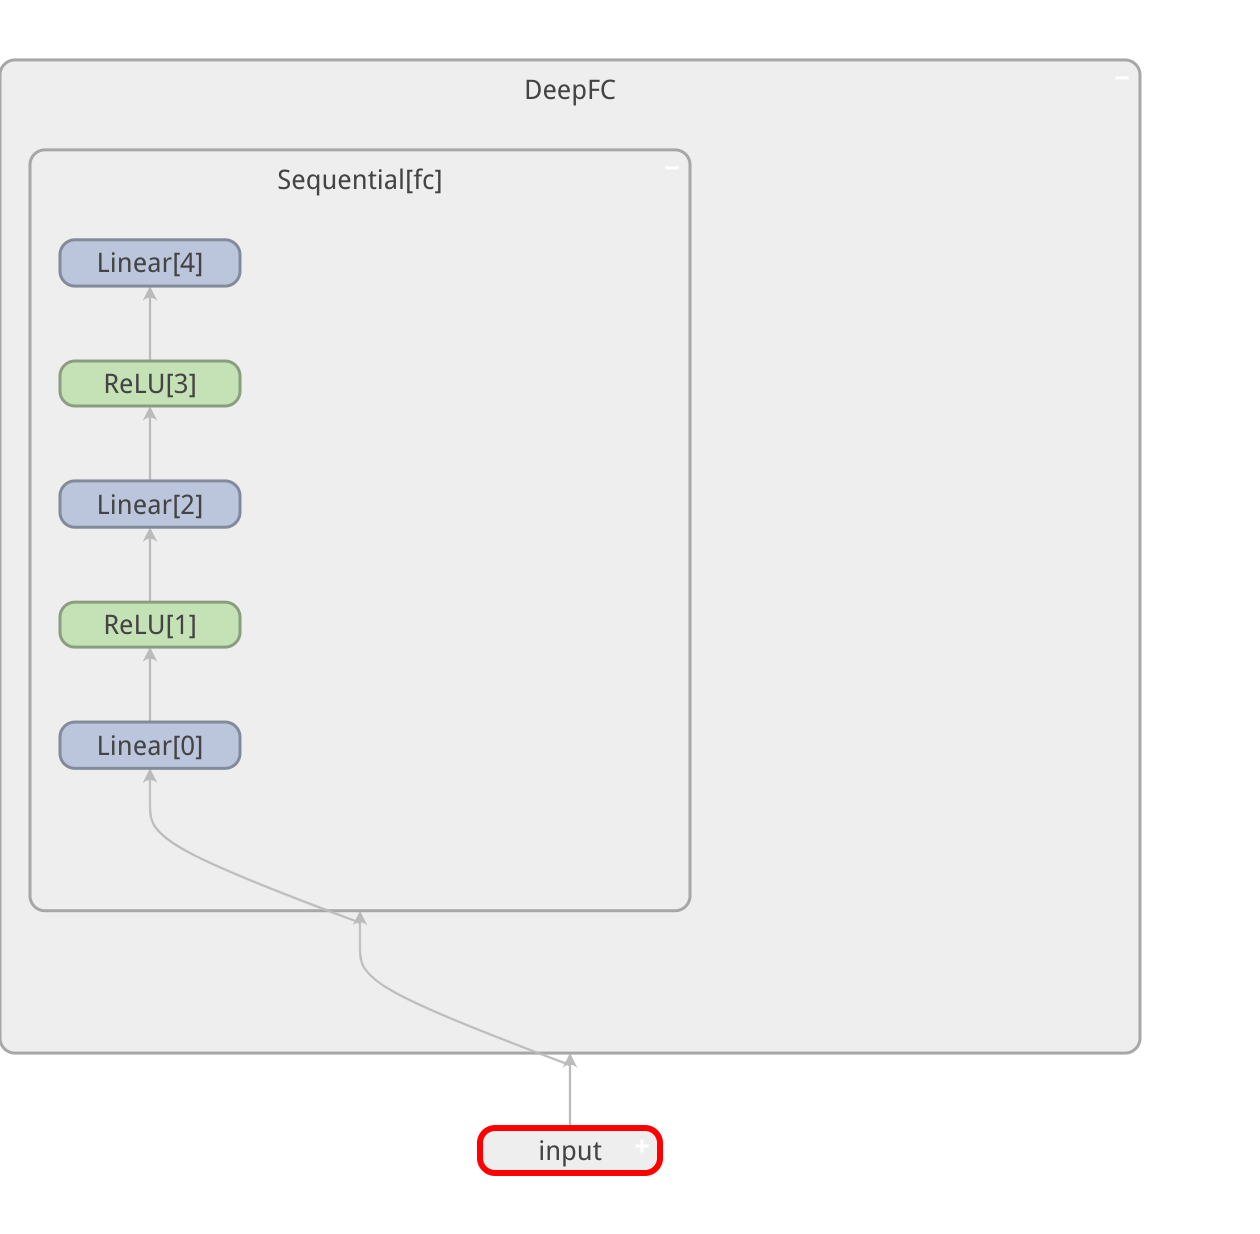 DeepFC
Sequential[fc]
Linear[4]
ReLU[3]
Linear[2]
ReLU[1]
Linear[0]
input